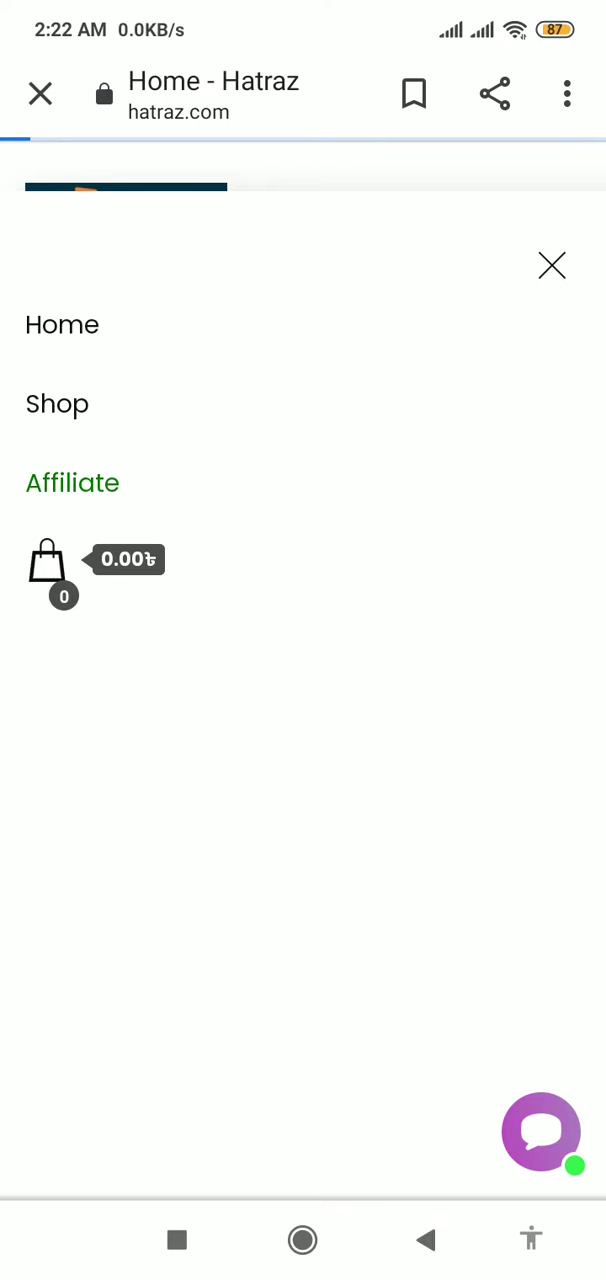 2:22 AM 0.0KB/s 87
Home - Hatraz
hatraz.com
Home
Shop
Affiliate
0.00৳
0